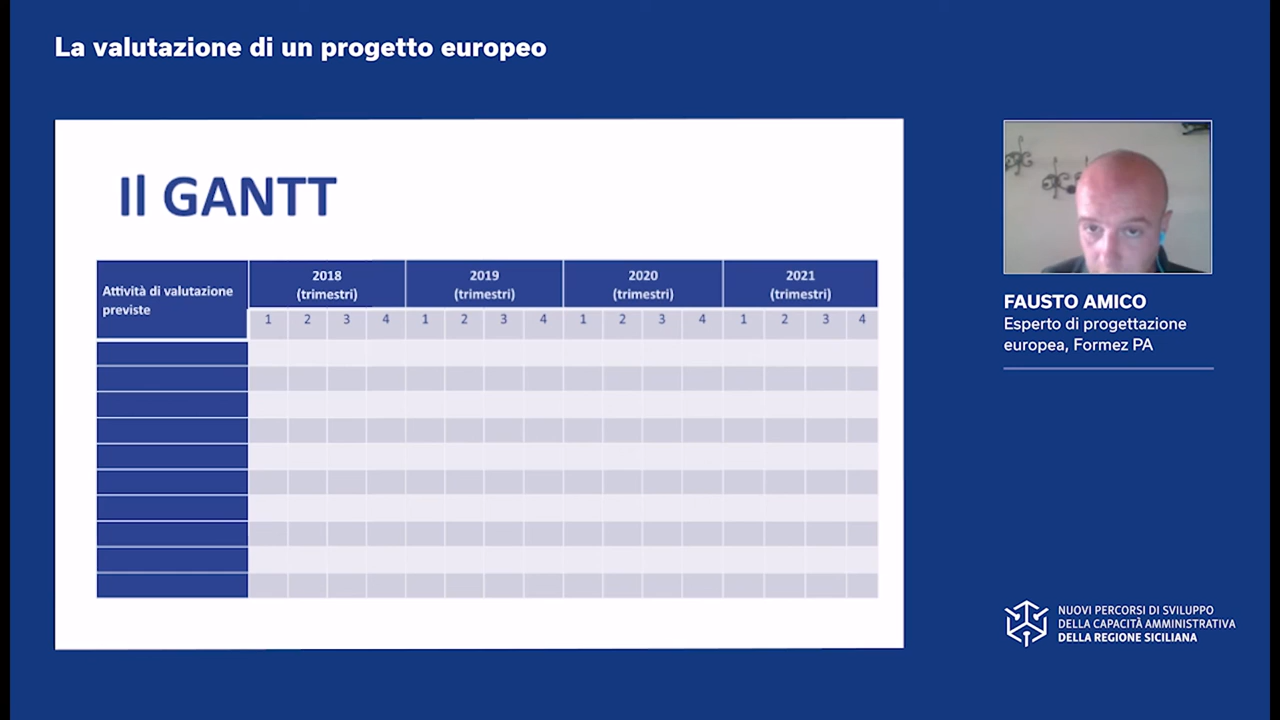 La valutazione di un progetto europeo
Il GANTT
Attività di valutazione
previste
2018
(trimestri)
2019
(trimestri)
2020
(trimestri)
2021
(trimestri)
1 2 3 4 1 2 3 4 1 2 3 4 1 2 3 4
FAUSTO AMICO
Esperto di progettazione
europea, Formez PA
NUOVI PERCORSI DI SVILUPPO
DELLA CAPACITÀ AMMINISTRATIVA
DELLA REGIONE SICILIANA